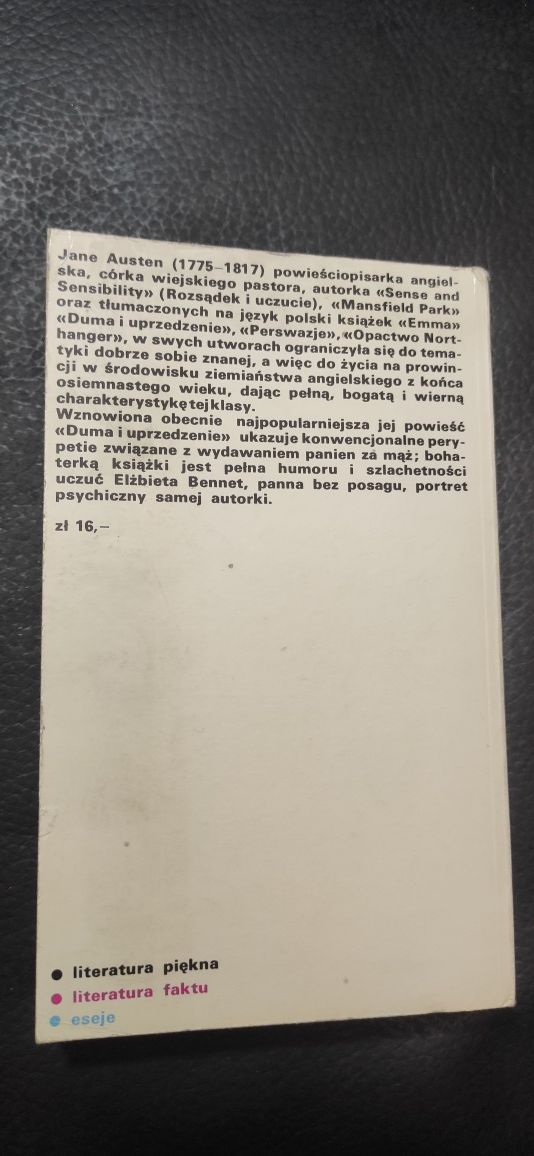 Jane Austen (1775-1817) powieściopisarka angiel-
ska, córka wiejskiego pastora, autorka «Sense and
Sensibility» (Rozsądek i uczucie), «Mansfield Park»
oraz tłumaczonych na język polski książek «Emma»
«Duma i uprzedzenie», «Perswazje», «Opactwo Nort-
hanger», w swych utworach ograniczyła się do tema-
tyki dobrze sobie znanej, a więc do życia na prowin-
cji w środowisku ziemiaństwa angielskiego z końca
osiemnastego wieku, dając pełną, bogatą i wierną
charakterystykę tej klasy.
Wznowiona obecnie najpopularniejsza jej powieść
«Duma i uprzedzenie» ukazuje konwencjonalne pery-
petie związane z wydawaniem panien za mąż; boha-
terką książki jest pełna humoru i szlachetności
uczuć Elżbieta Bennet, panna bez posagu, portret
psychiczny samej autorki.
zł 16,—
literatura piękna
literatura faktu
eseje